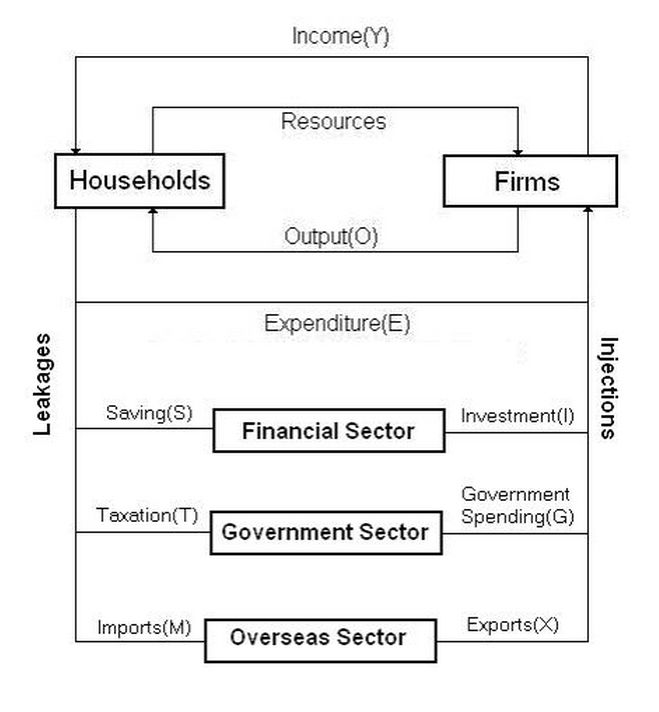 Income(Y)
Resources
Households
Firms
Output(O)
Expenditure(E)
Leakages
Injections
Saving(S)
Financial Sector
Investment(I)
Taxation(T)
Government Sector
Government
Spending(G)
Imports(M)
Overseas Sector
Exports(X)